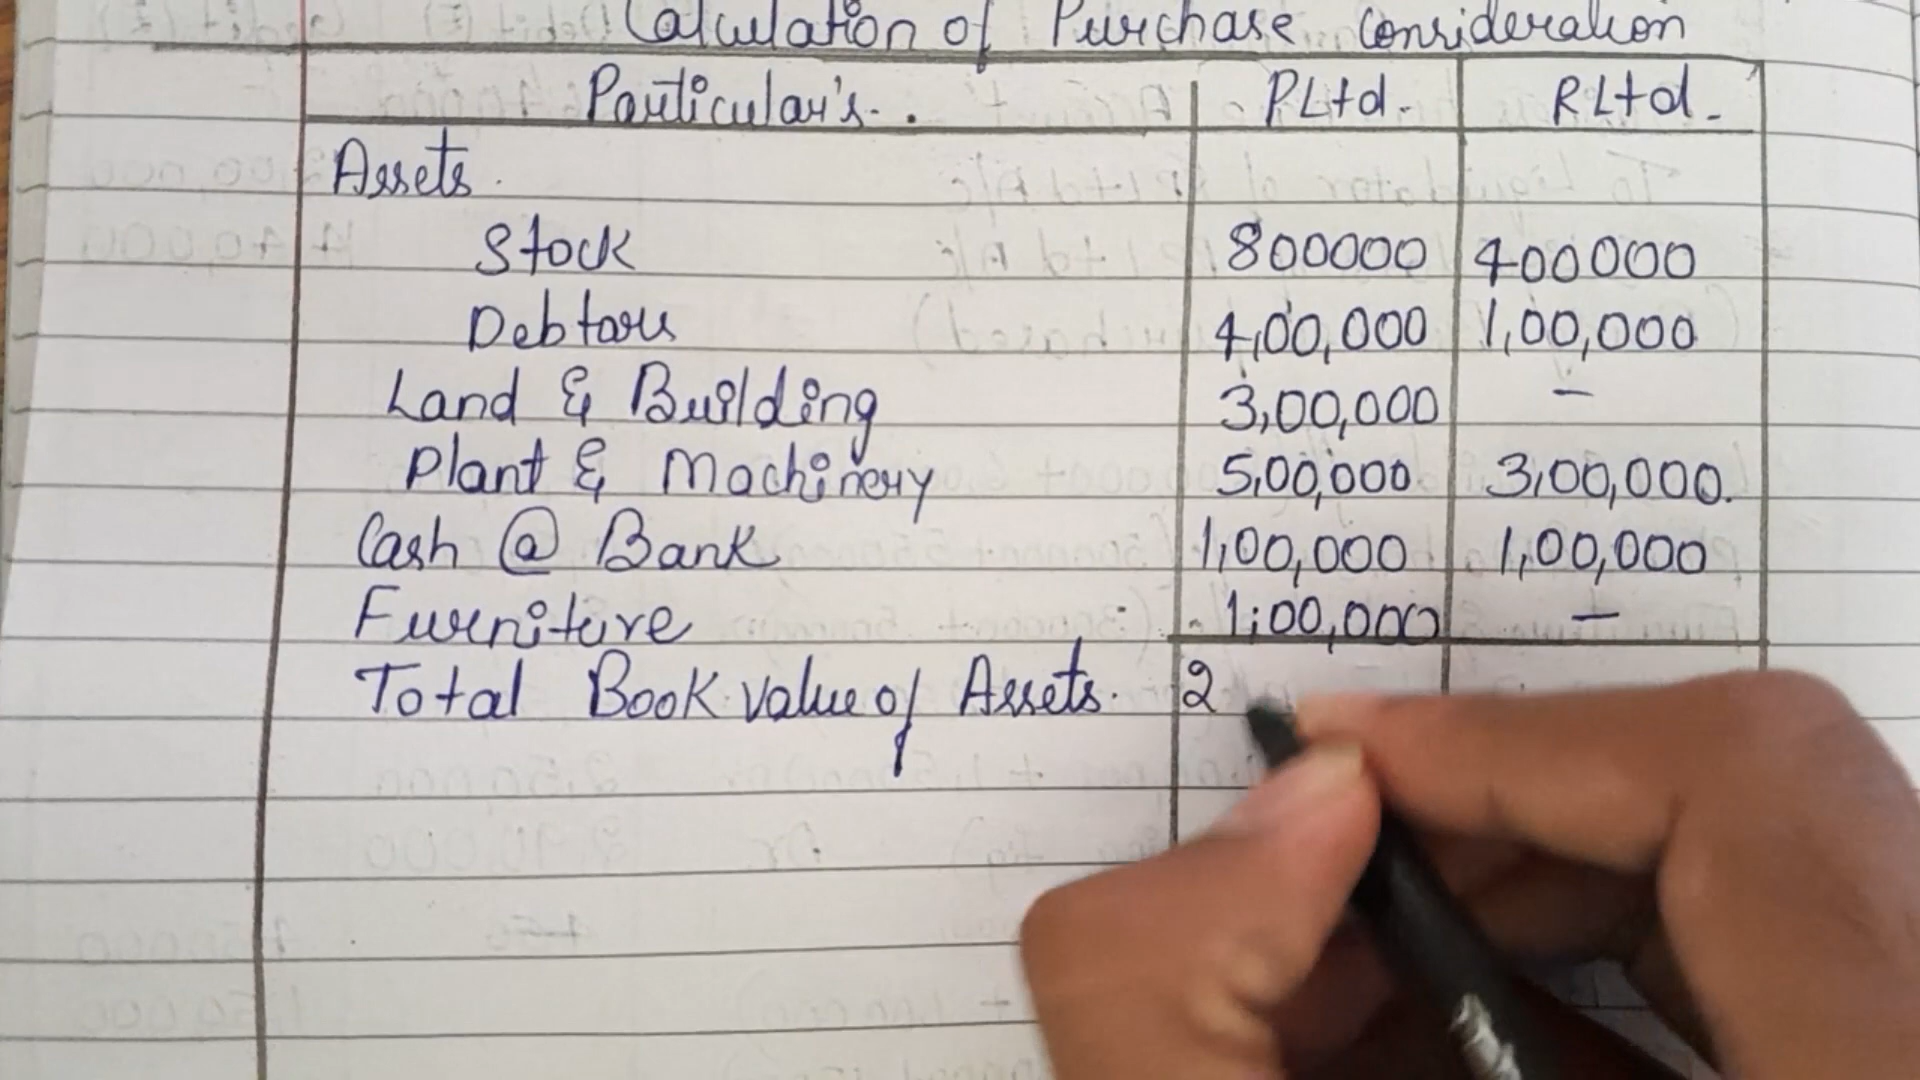 Calculation of Purchase Consideration
Particular's. P Ltd. R Ltd.
Assets.
Stock 800000 400000
Debtors 4,00,000 1,00,000
Land & Building 3,00,000 -
Plant & Machinery 5,00,000 3,00,000.
Cash @ Bank 1,00,000 1,00,000
Furniture 1,00,000 -
Total Book value of Assets. 2